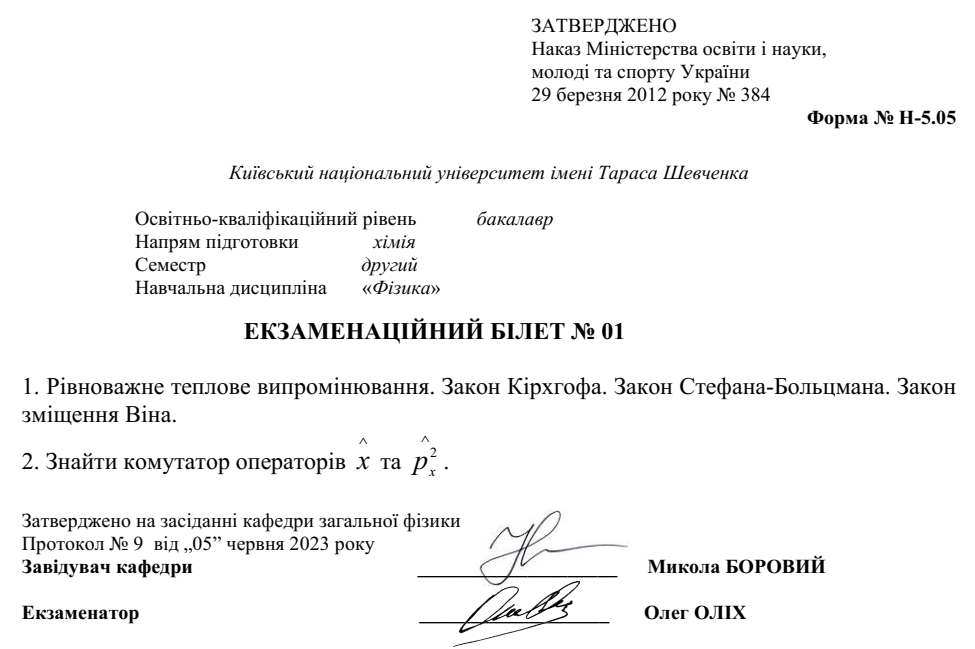 ЗАТВЕРДЖЕНО
Наказ Міністерства освіти і науки,
молоді та спорту України
29 березня 2012 року № 384
Форма № Н-5.05
Київський національний університет імені Тараса Шевченка
Освітньо-кваліфікаційний рівень бакалавр
Напрям підготовки хімія
Семестр другий
Навчальна дисципліна «Фізика»
ЕКЗАМЕНАЦІЙНИЙ БІЛЕТ № 01
1. Рівноважне теплове випромінювання. Закон Кірхгофа. Закон Стефана-Больцмана. Закон
зміщення Віна.
2. Знайти комутатор операторів x̂ та p̂ₓ².
Затверджено на засіданні кафедри загальної фізики
Протокол № 9 від „05” червня 2023 року
Завідувач кафедри Микола БОРОВИЙ
Екзаменатор Олег ОЛІХ